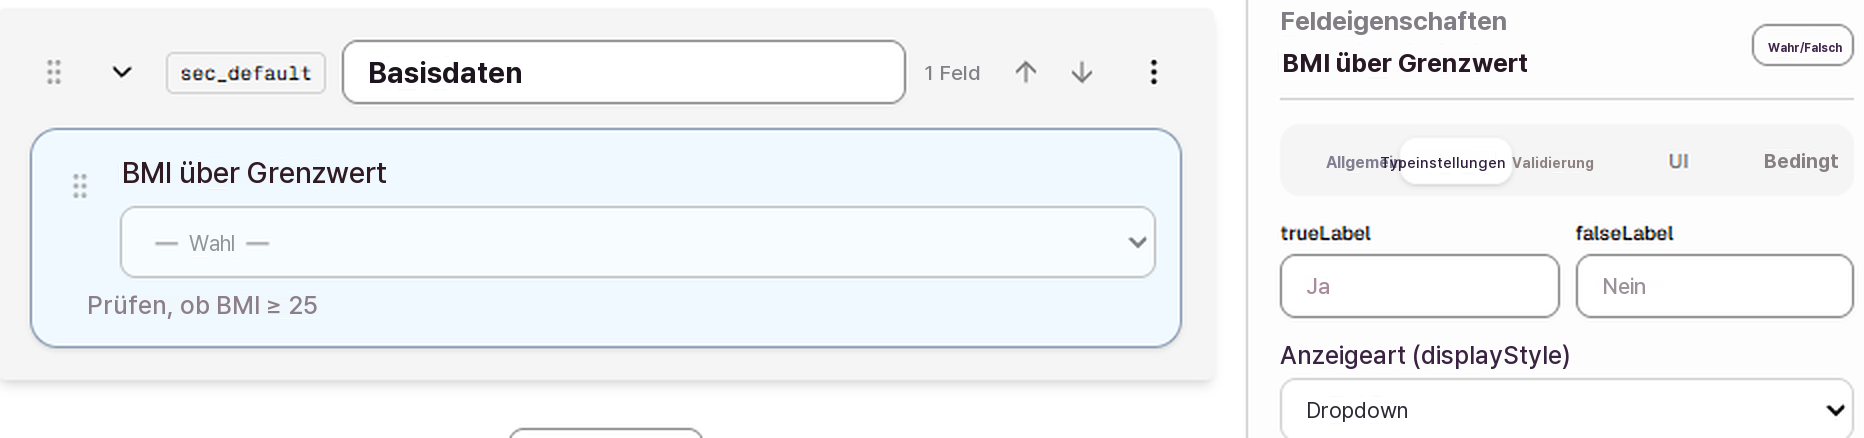 sec_default
Basisdaten
1 Feld
BMI über Grenzwert
— Wahl —
Prüfen, ob BMI ≥ 25
Feldeigenschaften
BMI über Grenzwert
Wahr/Falsch
Allgemein Typeinstellungen Validierung UI Bedingt
trueLabel falseLabel
Ja Nein
Anzeigeart (displayStyle)
Dropdown